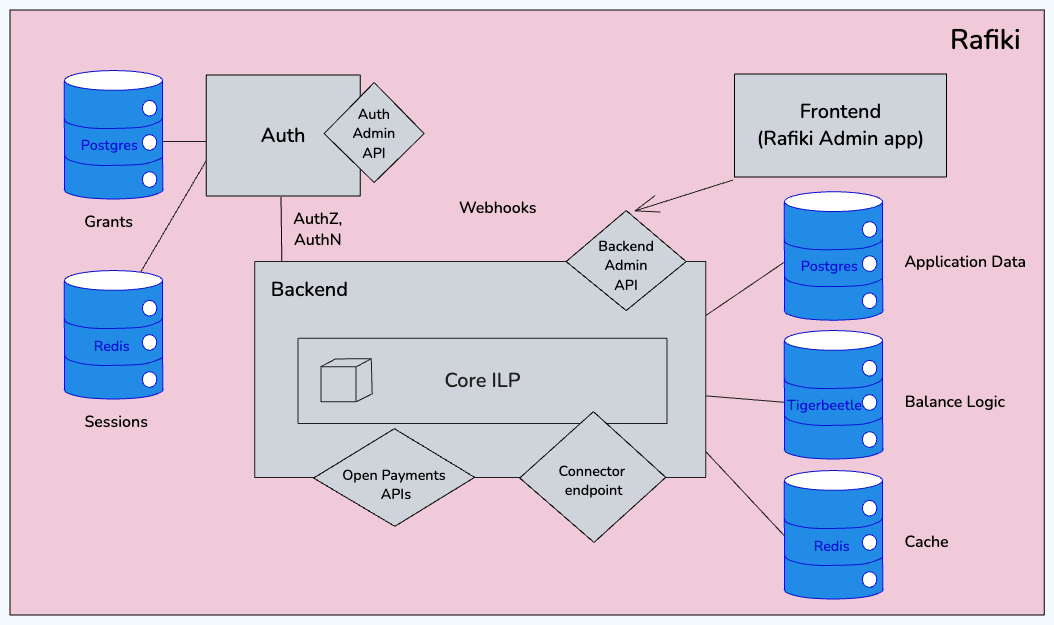 Rafiki
Postgres
Grants
Auth
Auth
Admin
API
Frontend
(Rafiki Admin app)
AuthZ,
AuthN
Webhooks
Backend
Admin
API
Backend
Core ILP
Open Payments
APIs
Connector
endpoint
Redis
Sessions
Postgres
Application Data
Tigerbeetle
Balance Logic
Redis
Cache